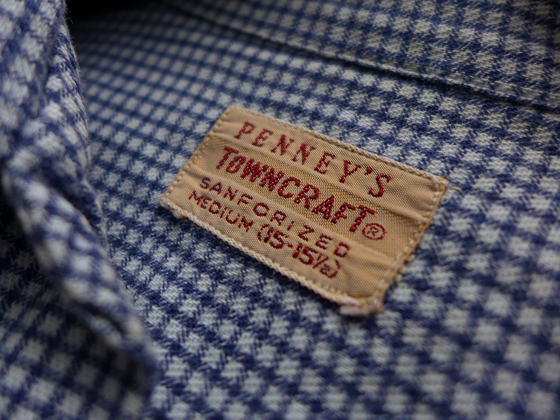 PENNEY'S
TOWNCRAFT®
SANFORIZED
MEDIUM (15-15½)